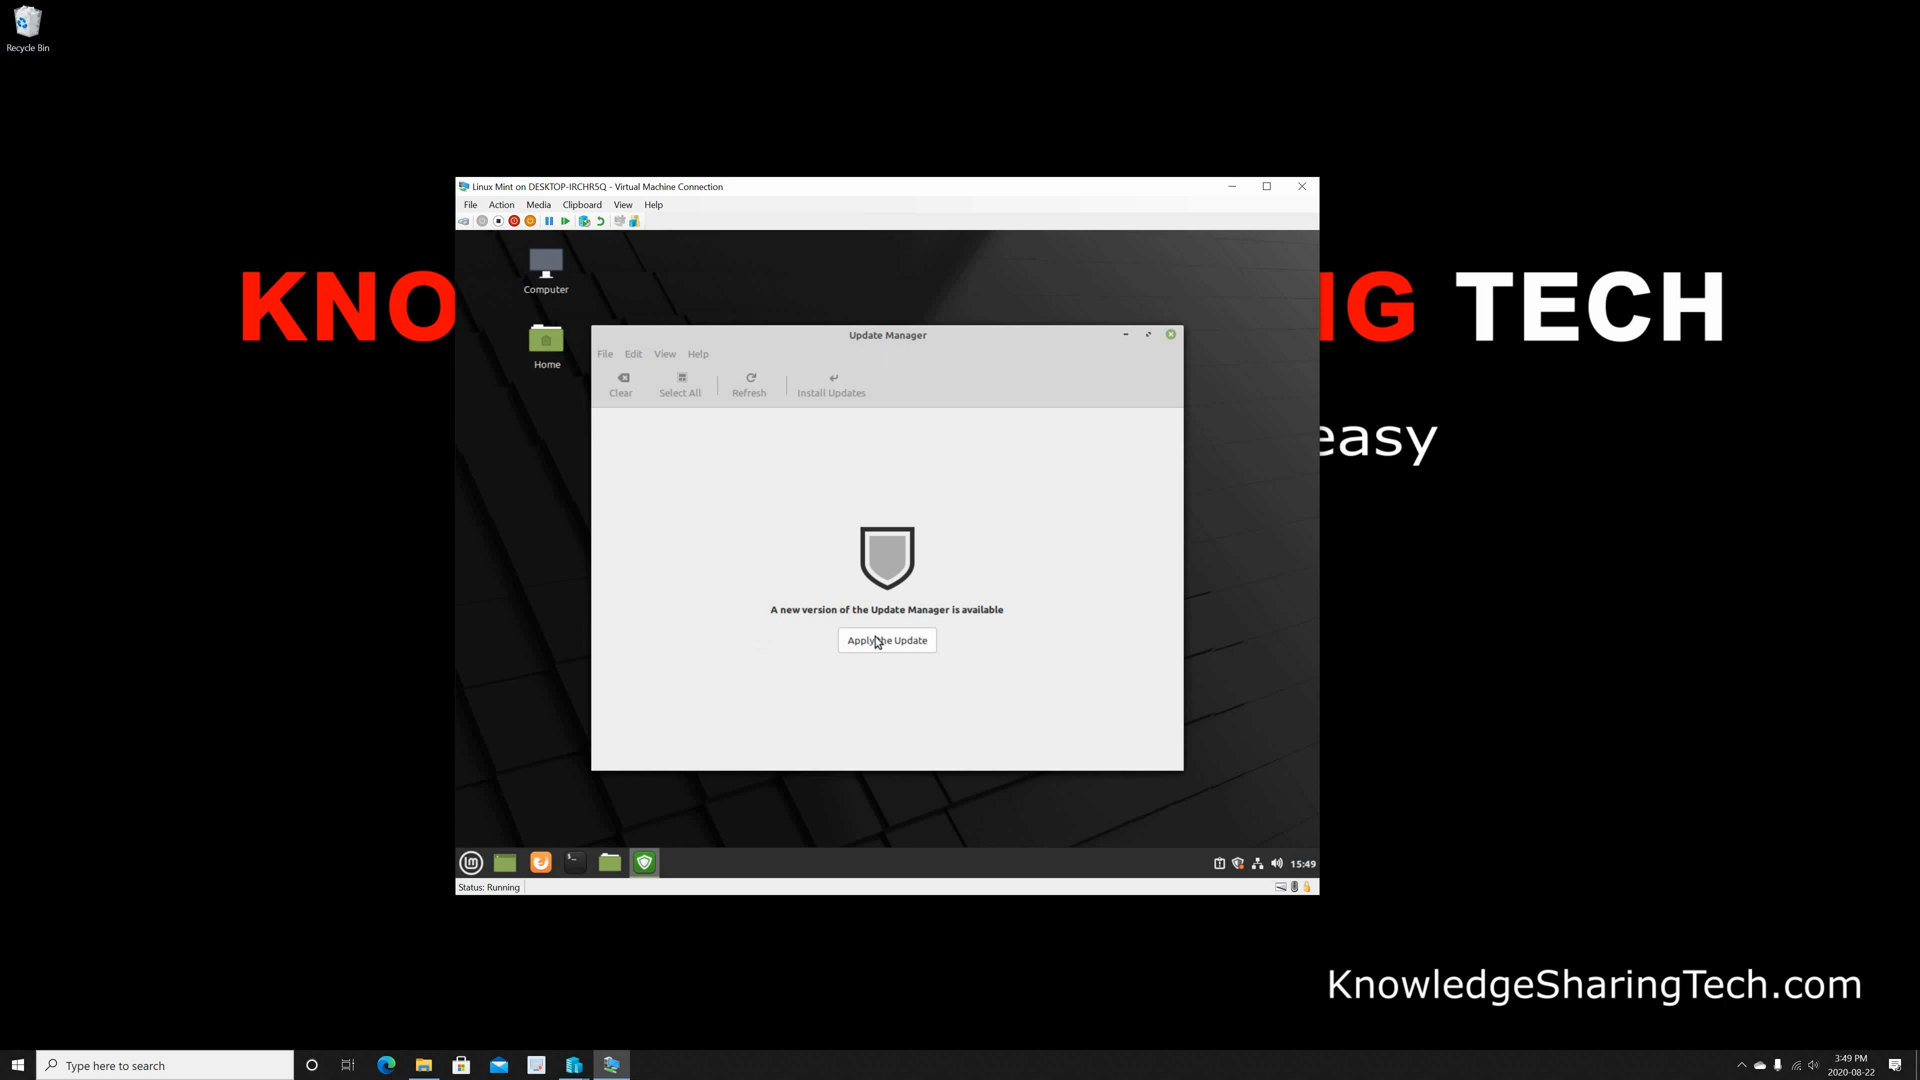 Recycle Bin
Linux Mint on DESKTOP-IRCHR5Q - Virtual Machine Connection
File Action Media Clipboard View Help
Computer
KNO
IG TECH
Update Manager
File Edit View Help
Home
Clear Select All Refresh Install Updates
easy
A new version of the Update Manager is available
Apply the Update
15:49
Status: Running
KnowledgeSharingTech.com
Type here to search
3:49 PM
2020-08-22